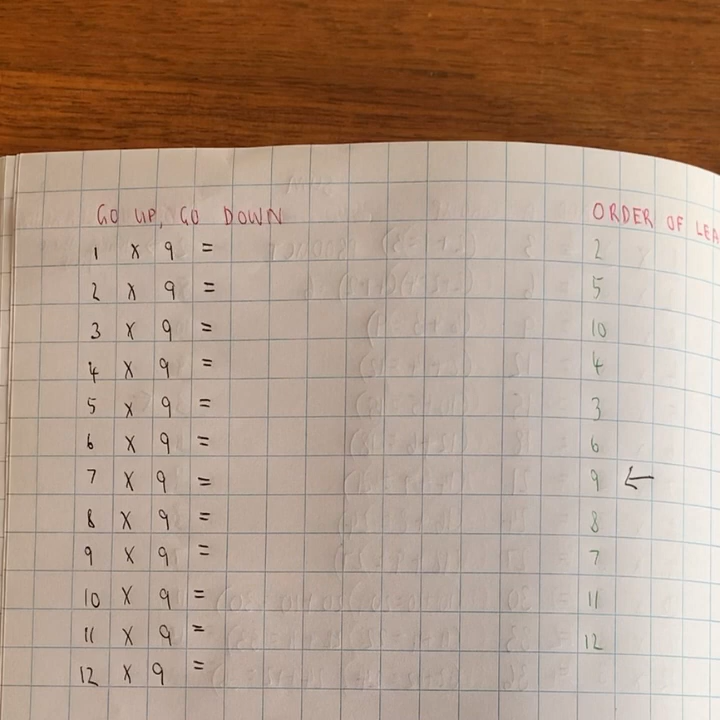 GO UP, GO DOWN
1 x 9 =
2 x 9 =
3 x 9 =
4 x 9 =
5 x 9 =
6 x 9 =
7 x 9 =
8 x 9 =
9 x 9 =
10 x 9 =
11 x 9 =
12 x 9 =
ORDER OF LEA
2
5
10
4
3
6
9 ←
8
7
11
12